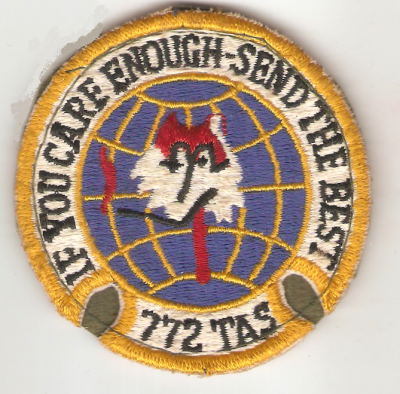 IF YOU CARE ENOUGH-SEND THE BEST
772 TAS